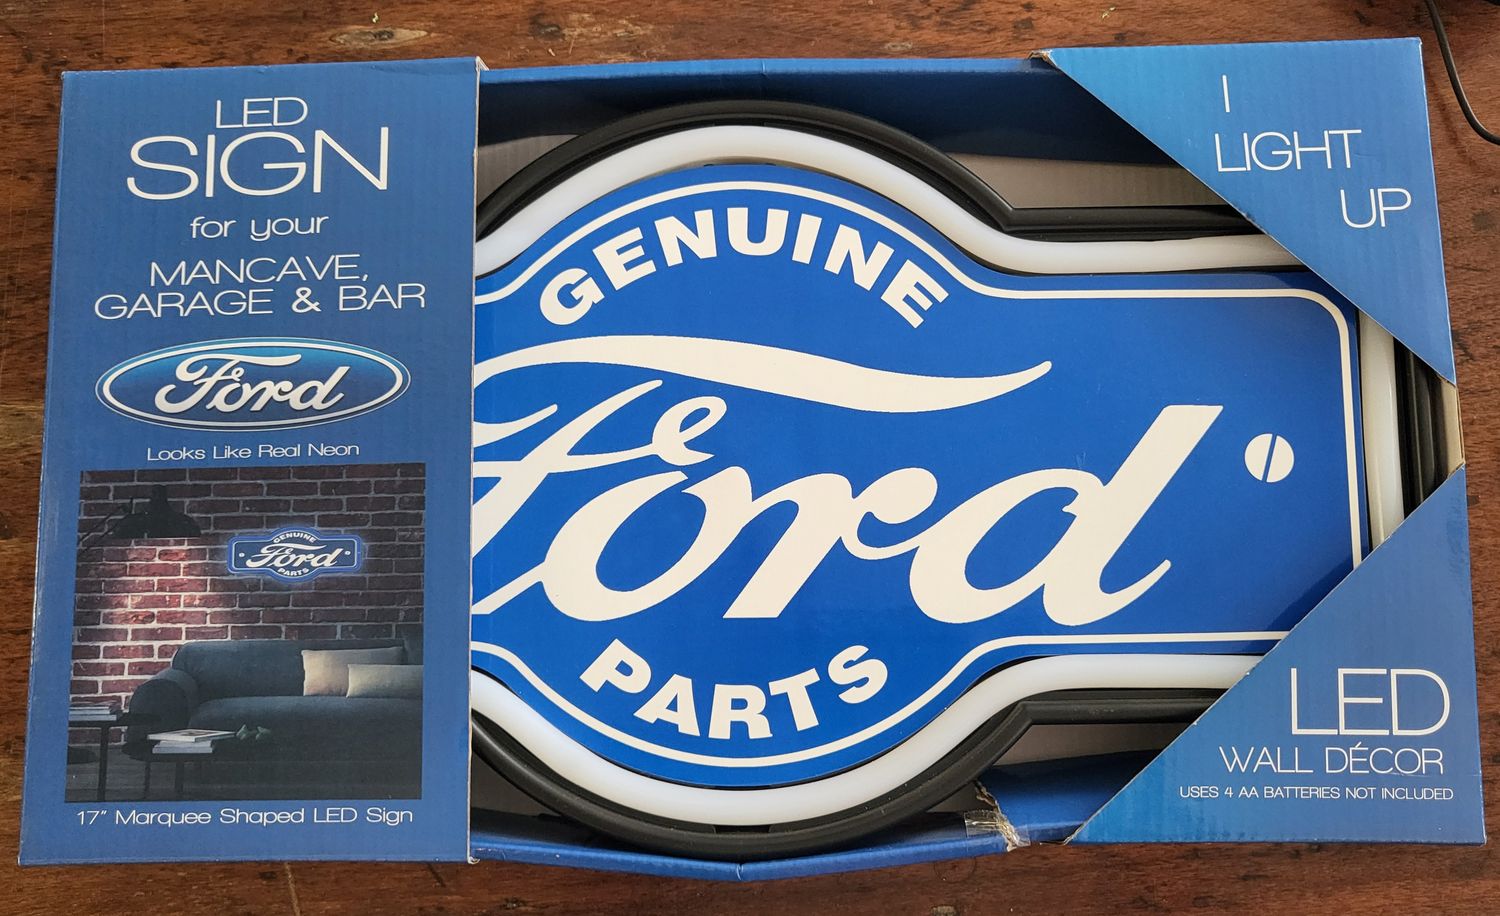 LED
SIGN
for your
MANCAVE,
GARAGE & BAR
Ford
Looks Like Real Neon
GENUINE
Ford
PARTS
17" Marquee Shaped LED Sign
GENUINE
Ford
PARTS
I
LIGHT
UP
LED
WALL DÉCOR
USES 4 AA BATTERIES NOT INCLUDED